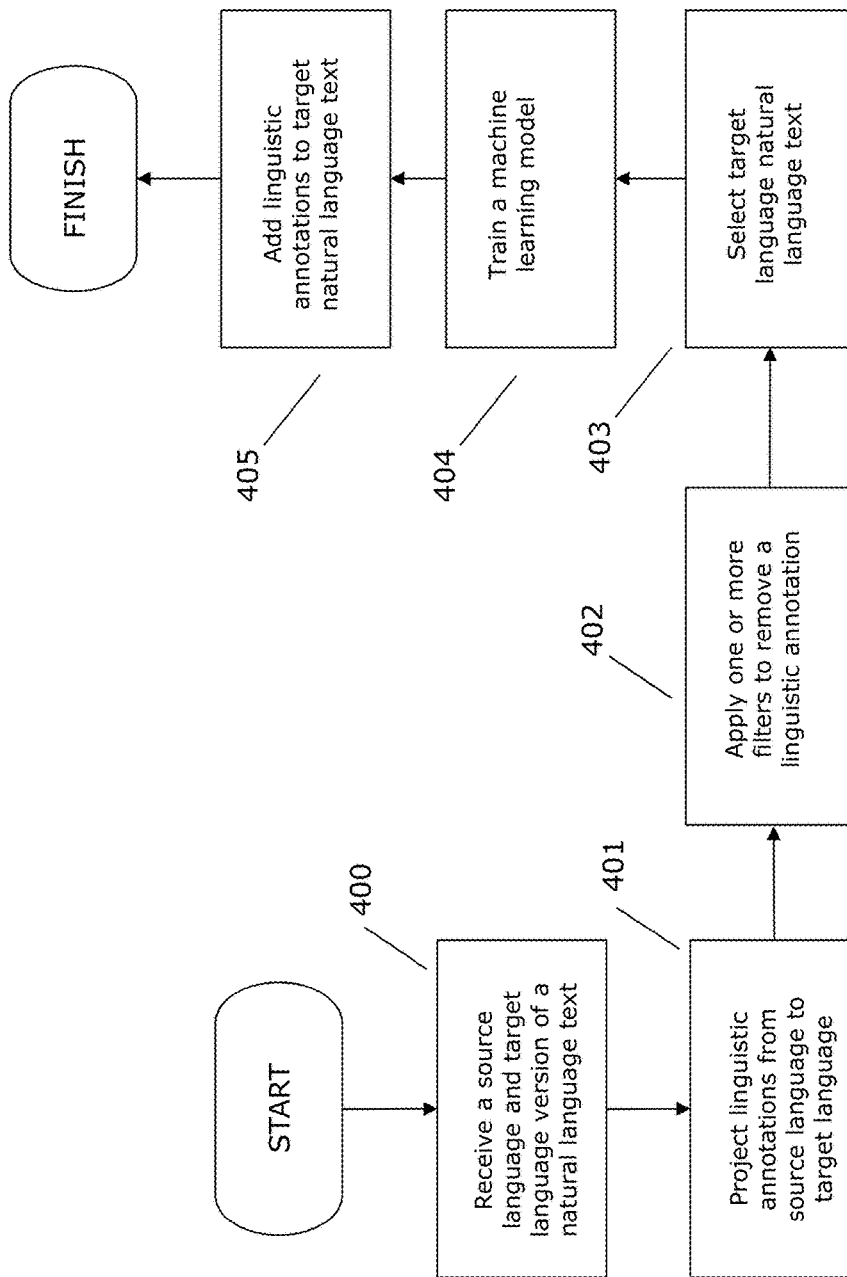 START
400
Receive a source
language and target
language version of a
natural language text
401
Project linguistic
annotations from
source language to
target language
402
Apply one or more
filters to remove a
linguistic annotation
403
Select target
language natural
language text
404
Train a machine
learning model
405
Add linguistic
annotations to target
natural language text
FINISH